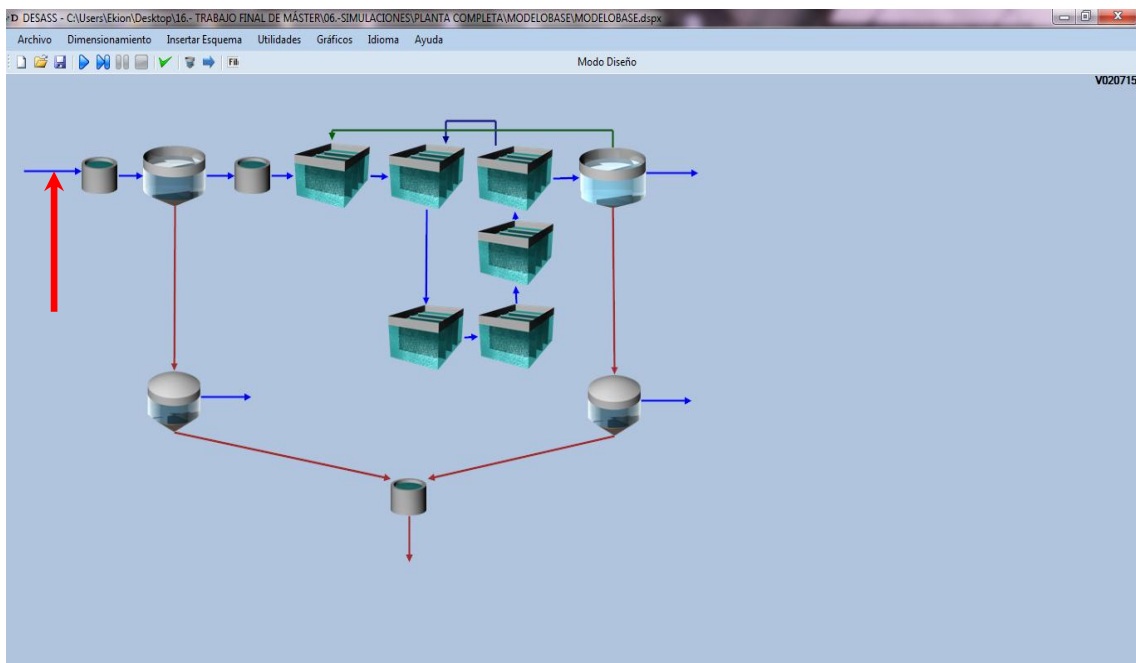 DESASS - C:\Users\Ekion\Desktop\16.- TRABAJO FINAL DE MÁSTER\06.-SIMULACIONES\PLANTA COMPLETA\MODELOBASE\MODELOBASE.dspx
Archivo Dimensionamiento Insertar Esquema Utilidades Gráficos Idioma Ayuda
Modo Diseño
V020715